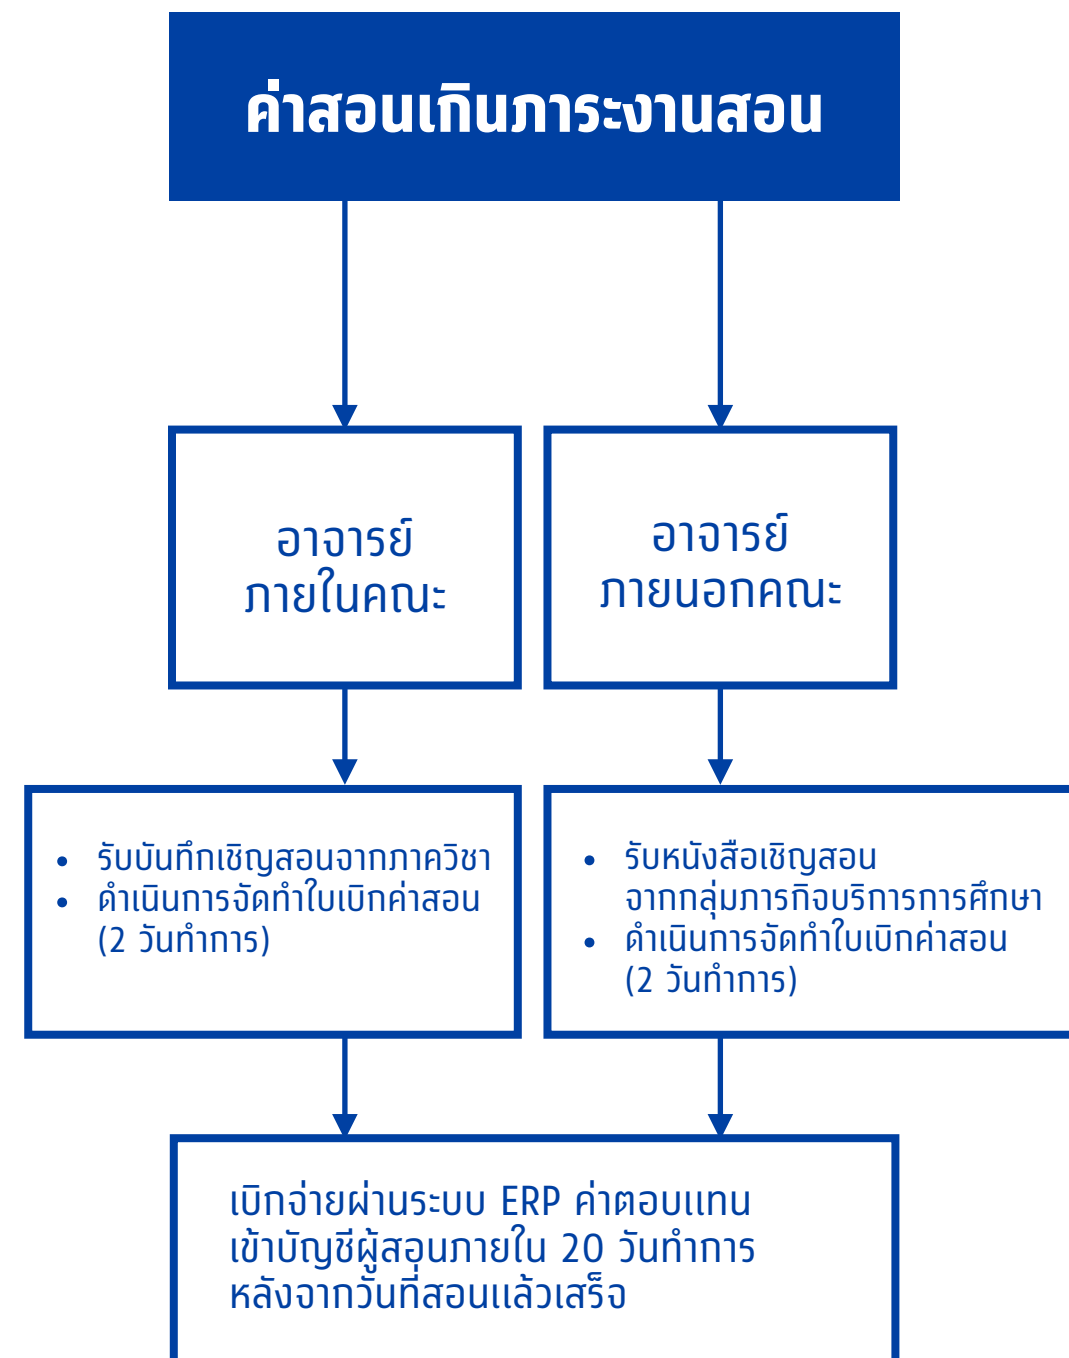 ค่าสอนเกินภาระงานสอน
อาจารย์
ภายในคณะ
อาจารย์
ภายนอกคณะ
• รับบันทึกเชิญสอนจากภาควิชา
• ดำเนินการจัดทำใบเบิกค่าสอน
(2 วันทำการ)
• รับหนังสือเชิญสอน
จากกลุ่มภารกิจบริการการศึกษา
• ดำเนินการจัดทำใบเบิกค่าสอน
(2 วันทำการ)
เบิกจ่ายผ่านระบบ ERP ค่าตอบแทน
เข้าบัญชีผู้สอนภายใน 20 วันทำการ
หลังจากวันที่สอนแล้วเสร็จ